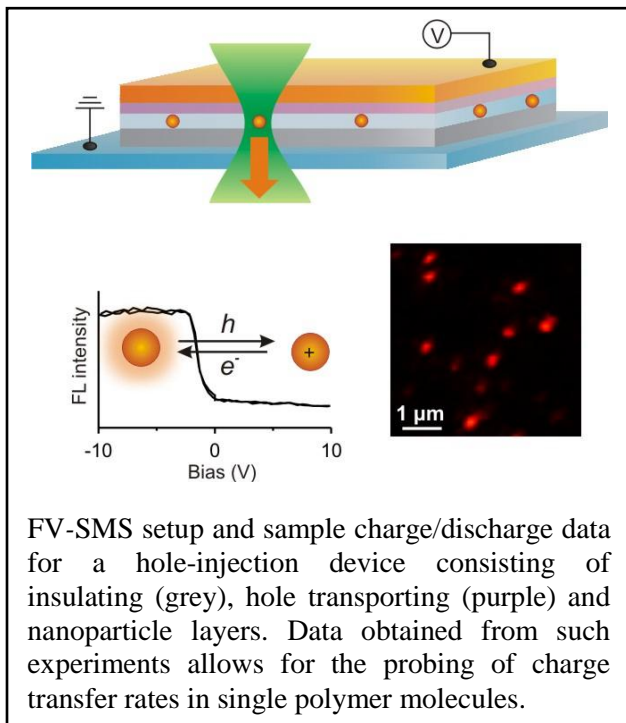 V
FL intensity
h
e-
+
-10
0
10
Bias (V)
1 µm
FV-SMS setup and sample charge/discharge data
for a hole-injection device consisting of
insulating (grey), hole transporting (purple) and
nanoparticle layers. Data obtained from such
experiments allows for the probing of charge
transfer rates in single polymer molecules.